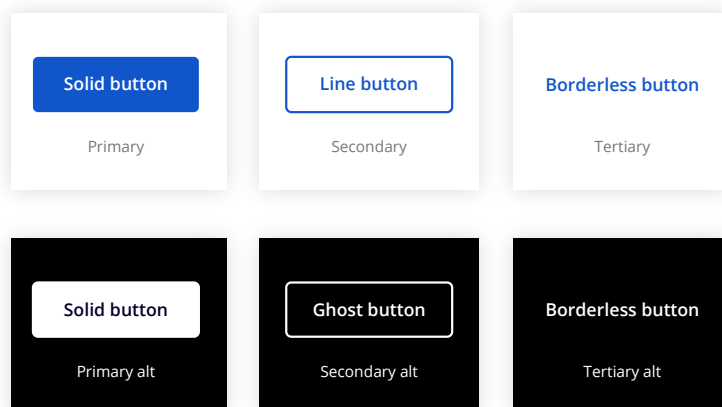 Solid button
Line button
Borderless button
Primary
Secondary
Tertiary
Solid button
Ghost button
Borderless button
Primary alt
Secondary alt
Tertiary alt